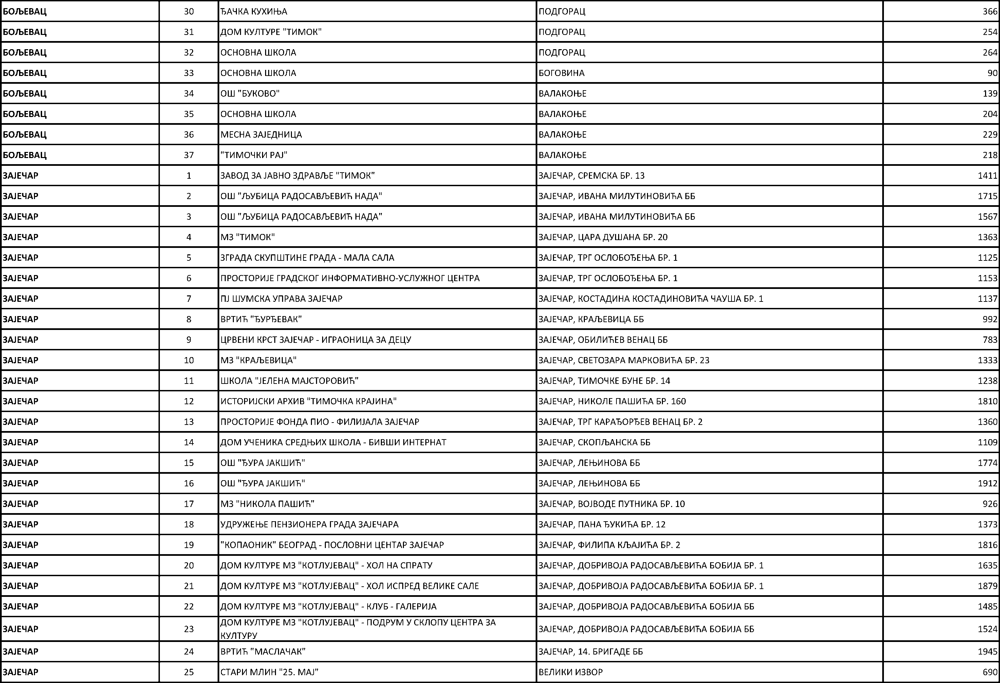 БОЉЕВАЦ 30 ЂАЧКА КУХИЊА ПОДГОРАЦ 366
БОЉЕВАЦ 31 ДОМ КУЛТУРЕ "ТИМОК" ПОДГОРАЦ 254
БОЉЕВАЦ 32 ОСНОВНА ШКОЛА ПОДГОРАЦ 264
БОЉЕВАЦ 33 ОСНОВНА ШКОЛА БОГОВИНА 90
БОЉЕВАЦ 34 ОШ "БУКОВО" ВАЛАКОЊЕ 139
БОЉЕВАЦ 35 ОСНОВНА ШКОЛА ВАЛАКОЊЕ 204
БОЉЕВАЦ 36 МЕСНА ЗАЈЕДНИЦА ВАЛАКОЊЕ 229
БОЉЕВАЦ 37 "ТИМОЧКИ РАЈ" ВАЛАКОЊЕ 218
ЗАЈЕЧАР 1 ЗАВОД ЗА ЈАВНО ЗДРАВЉЕ "ТИМОК" ЗАЈЕЧАР, СРЕМСКА БР. 13 1411
ЗАЈЕЧАР 2 ОШ "ЉУБИЦА РАДОСАВЉЕВИЋ НАДА" ЗАЈЕЧАР, ИВАНА МИЛУТИНОВИЋА ББ 1715
ЗАЈЕЧАР 3 ОШ "ЉУБИЦА РАДОСАВЉЕВИЋ НАДА" ЗАЈЕЧАР, ИВАНА МИЛУТИНОВИЋА ББ 1567
ЗАЈЕЧАР 4 МЗ "ТИМОК" ЗАЈЕЧАР, ЦАРА ДУШАНА БР. 20 1363
ЗАЈЕЧАР 5 ЗГРАДА СКУПШТИНЕ ГРАДА - МАЛА САЛА ЗАЈЕЧАР, ТРГ ОСЛОБОЂЕЊА БР. 1 1125
ЗАЈЕЧАР 6 ПРОСТОРИЈЕ ГРАДСКОГ ИНФОРМАТИВНО-УСЛУЖНОГ ЦЕНТРА ЗАЈЕЧАР, ТРГ ОСЛОБОЂЕЊА БР. 1 1153
ЗАЈЕЧАР 7 ПЈ ШУМСКА УПРАВА ЗАЈЕЧАР ЗАЈЕЧАР, КОСТАДИНА КОСТАДИНОВИЋА ЧАУША БР. 1 1137
ЗАЈЕЧАР 8 ВРТИЋ "ЂУРЂЕВАК" ЗАЈЕЧАР, КРАЉЕВИЦА ББ 992
ЗАЈЕЧАР 9 ЦРВЕНИ КРСТ ЗАЈЕЧАР - ИГРАОНИЦА ЗА ДЕЦУ ЗАЈЕЧАР, ОБИЛИЋЕВ ВЕНАЦ ББ 783
ЗАЈЕЧАР 10 МЗ "КРАЉЕВИЦА" ЗАЈЕЧАР, СВЕТОЗАРА МАРКОВИЋА БР. 23 1333
ЗАЈЕЧАР 11 ШКОЛА "ЈЕЛЕНА МАЈСТОРОВИЋ" ЗАЈЕЧАР, ТИМОЧКЕ БУНЕ БР. 14 1238
ЗАЈЕЧАР 12 ИСТОРИЈСКИ АРХИВ "ТИМОЧКА КРАЈИНА" ЗАЈЕЧАР, НИКОЛЕ ПАШИЋА БР. 160 1810
ЗАЈЕЧАР 13 ПРОСТОРИЈЕ ФОНДА ПИО - ФИЛИЈАЛА ЗАЈЕЧАР ЗАЈЕЧАР, ТРГ КАРАЂОРЂЕВ ВЕНАЦ БР. 2 1360
ЗАЈЕЧАР 14 ДОМ УЧЕНИКА СРЕДЊИХ ШКОЛА - БИВШИ ИНТЕРНАТ ЗАЈЕЧАР, СКОПЉАНСКА ББ 1109
ЗАЈЕЧАР 15 ОШ "ЂУРА ЈАКШИЋ" ЗАЈЕЧАР, ЛЕЊИНОВА ББ 1774
ЗАЈЕЧАР 16 ОШ "ЂУРА ЈАКШИЋ" ЗАЈЕЧАР, ЛЕЊИНОВА ББ 1912
ЗАЈЕЧАР 17 МЗ "НИКОЛА ПАШИЋ" ЗАЈЕЧАР, ВОЈВОДЕ ПУТНИКА БР. 10 926
ЗАЈЕЧАР 18 УДРУЖЕЊЕ ПЕНЗИОНЕРА ГРАДА ЗАЈЕЧАРА ЗАЈЕЧАР, ПАНА ЂУКИЋА БР. 12 1373
ЗАЈЕЧАР 19 "КОПАОНИК" БЕОГРАД - ПОСЛОВНИ ЦЕНТАР ЗАЈЕЧАР ЗАЈЕЧАР, ФИЛИПА КЉАЈИЋА БР. 2 1816
ЗАЈЕЧАР 20 ДОМ КУЛТУРЕ МЗ "КОТЛУЈЕВАЦ" - ХОЛ НА СПРАТУ ЗАЈЕЧАР, ДОБРИВОЈА РАДОСАВЉЕВИЋА БОБИЈА БР. 1 1635
ЗАЈЕЧАР 21 ДОМ КУЛТУРЕ МЗ "КОТЛУЈЕВАЦ" - ХОЛ ИСПРЕД ВЕЛИКЕ САЛЕ ЗАЈЕЧАР, ДОБРИВОЈА РАДОСАВЉЕВИЋА БОБИЈА БР. 1 1879
ЗАЈЕЧАР 22 ДОМ КУЛТУРЕ МЗ "КОТЛУЈЕВАЦ" - КЛУБ - ГАЛЕРИЈА ЗАЈЕЧАР, ДОБРИВОЈА РАДОСАВЉЕВИЋА БОБИЈА ББ 1485
ЗАЈЕЧАР 23 ДОМ КУЛТУРЕ МЗ "КОТЛУЈЕВАЦ" - ПОДРУМ У СКЛОПУ ЦЕНТРА ЗА
КУЛТУРУ ЗАЈЕЧАР, ДОБРИВОЈА РАДОСАВЉЕВИЋА БОБИЈА ББ 1524
ЗАЈЕЧАР 24 ВРТИЋ "МАСЛАЧАК" ЗАЈЕЧАР, 14. БРИГАДЕ ББ 1945
ЗАЈЕЧАР 25 СТАРИ МЛИН "25. МАЈ" ВЕЛИКИ ИЗВОР 690